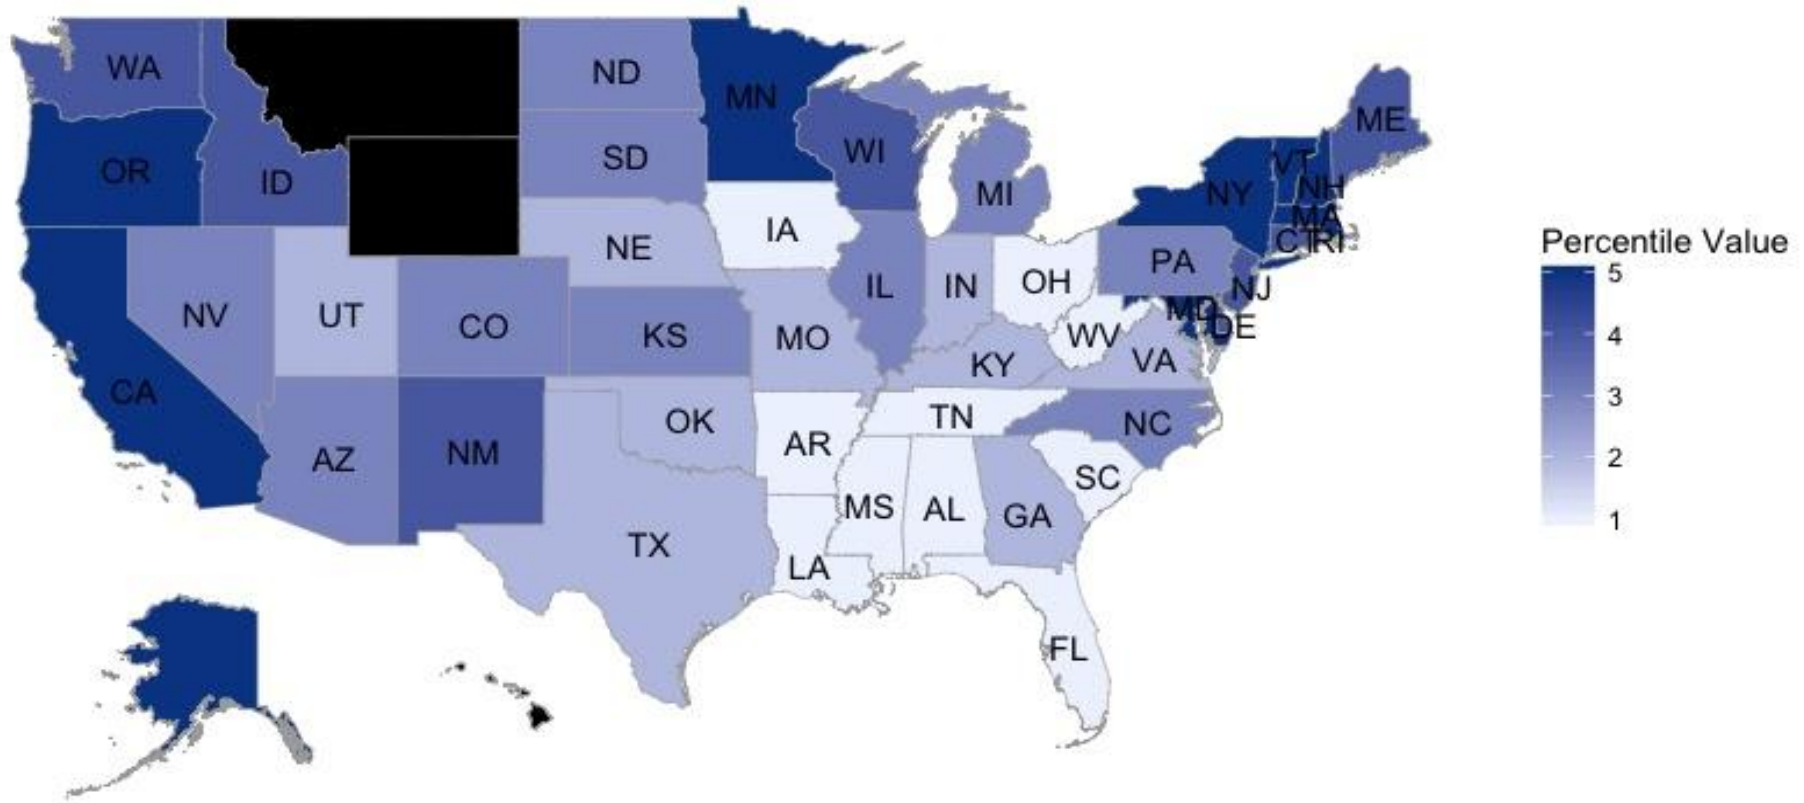 WA
ND
MN
ME
OR
ID
SD
WI
MI
VT
NH
NY
MA
CT
RI
IA
NE
PA
IL
IN
OH
NJ
NV
UT
CO
KS
MO
WV
MD
DE
KY
VA
CA
OK
AR
TN
NC
AZ
NM
MS
AL
GA
SC
TX
LA
FL
Percentile Value
5
4
3
2
1